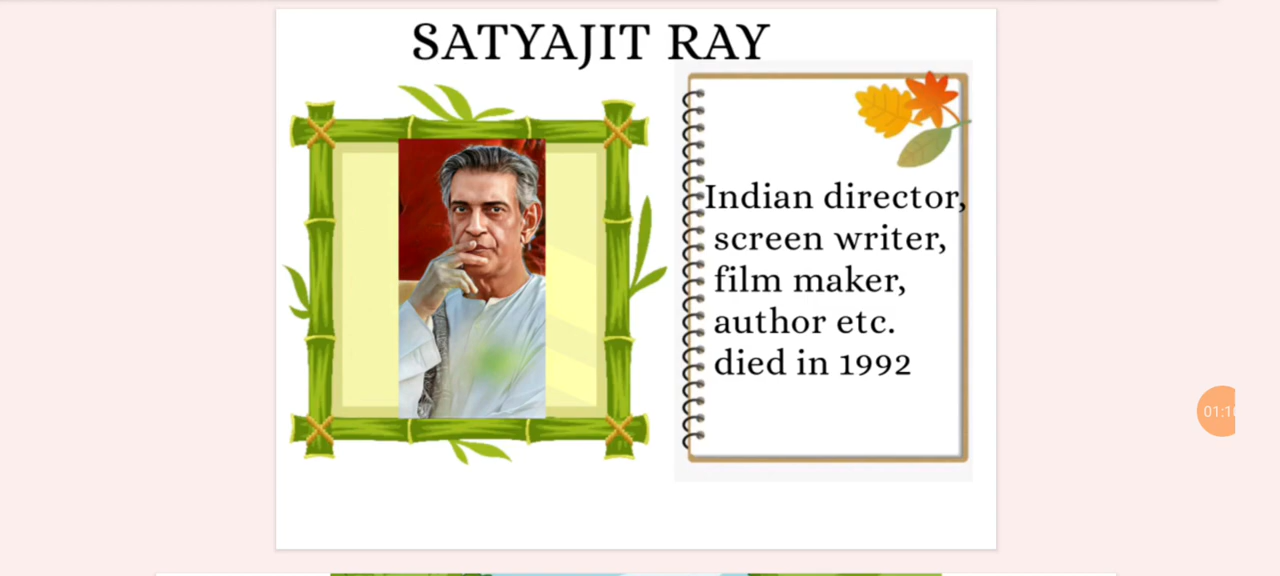 SATYAJIT RAY
Indian director,
screen writer,
film maker,
author etc.
died in 1992